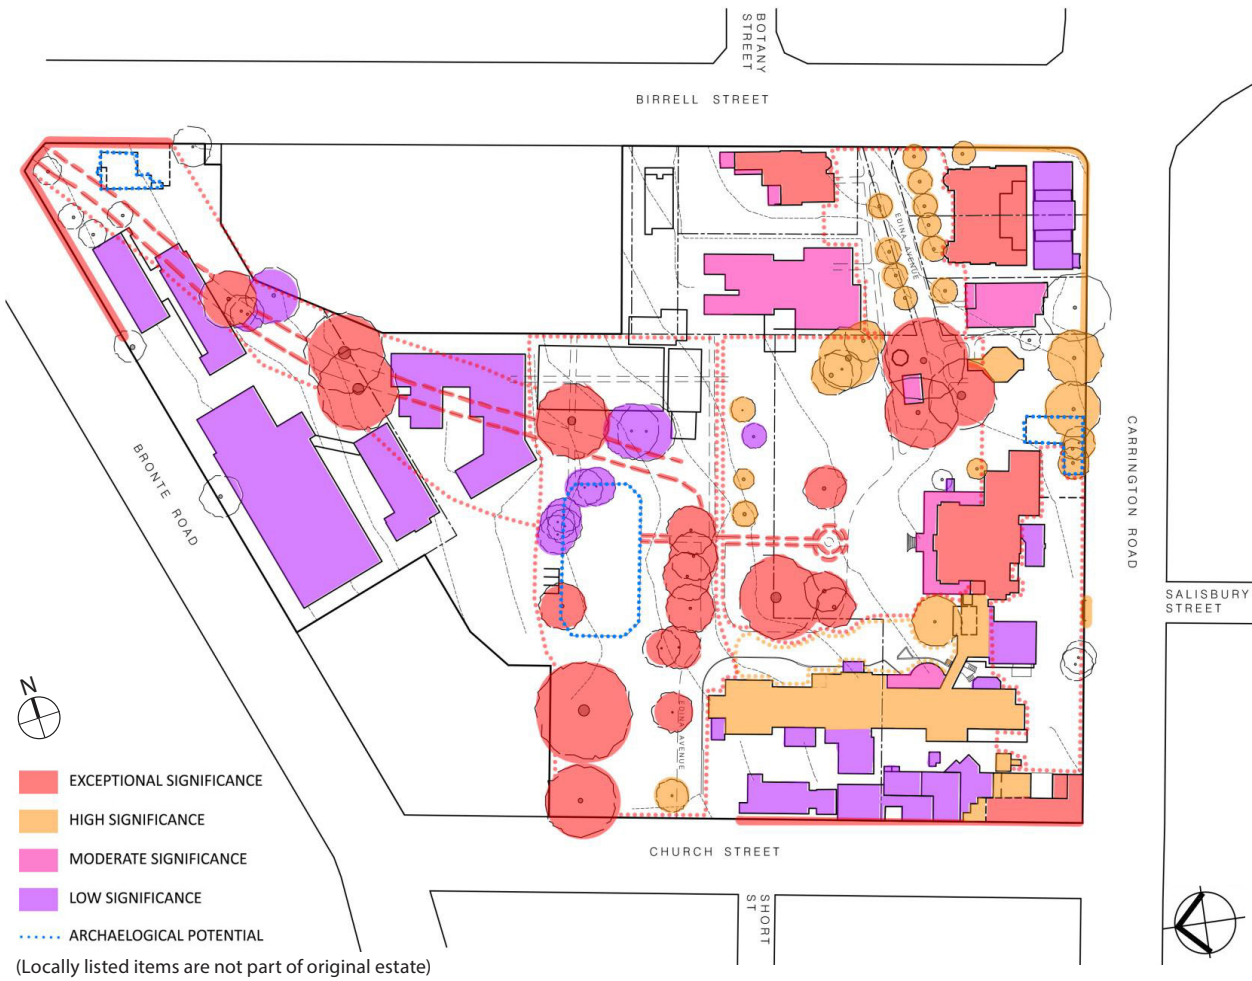 BOTANY
STREET
BIRRELL STREET
EDINA AVENUE
BRONTE ROAD
CARRINGTON ROAD
SALISBURY
STREET
EDINA AVENUE
N
EXCEPTIONAL SIGNIFICANCE
HIGH SIGNIFICANCE
MODERATE SIGNIFICANCE
LOW SIGNIFICANCE
ARCHAELOGICAL POTENTIAL
(Locally listed items are not part of original estate)
CHURCH STREET
SHORT
ST